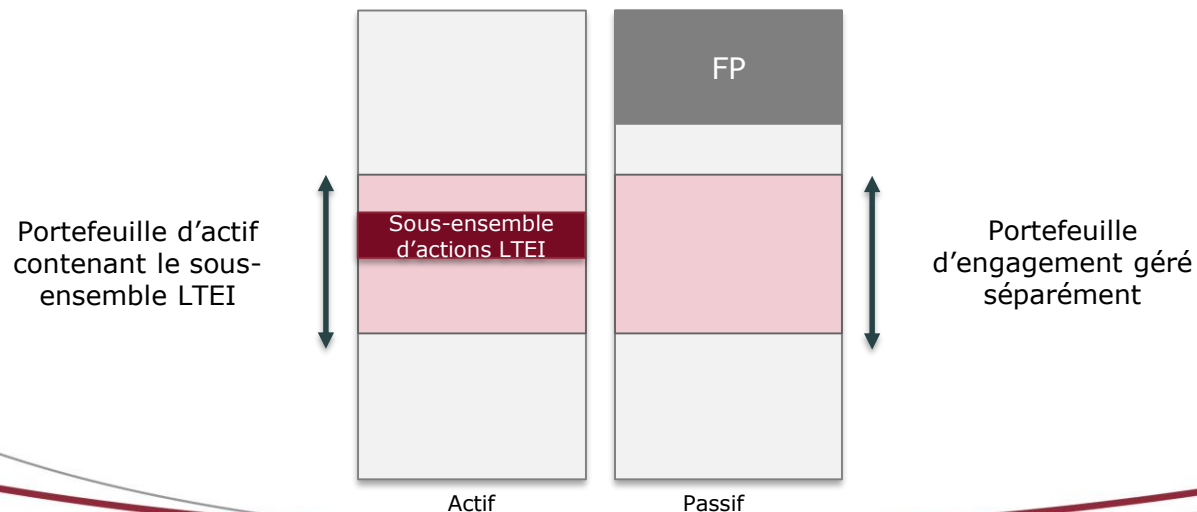 FP
Sous-ensemble
d'actions LTEI
Portefeuille d'actif
contenant le sous-
ensemble LTEI
Portefeuille
d'engagement géré
séparément
Actif
Passif